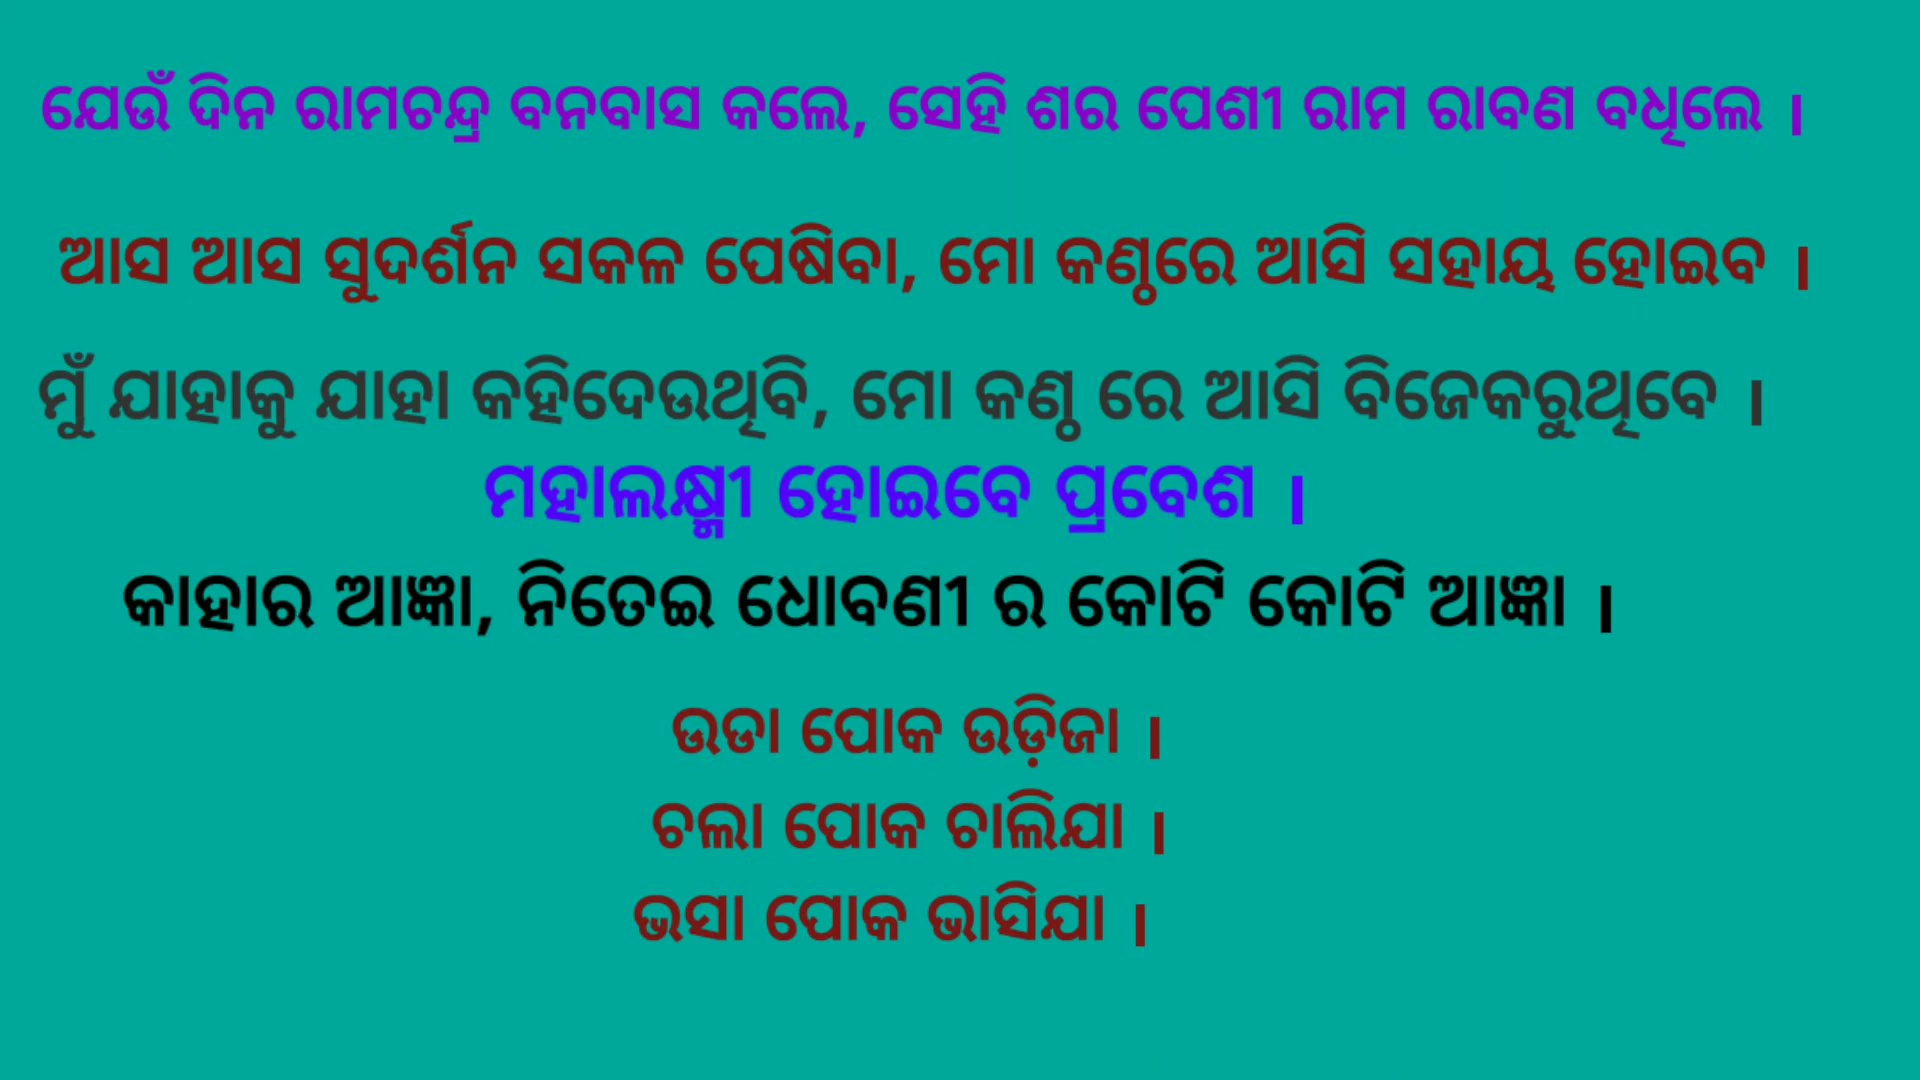 ଯେଉଁ ଦିନ ରାମଚନ୍ଦ୍ର ବନବାସ କଲେ, ସେହି ଶର ପେଶୀ ରାମ ରାବଣ ବଧିଲେ ।
ଆସ ଆସ ସୁଦର୍ଶନ ସକଳ ପେଷିବା, ମୋ କଣ୍ଠରେ ଆସି ସହାୟ ହୋଇବ ।
ମୁଁ ଯାହାକୁ ଯାହା କହିଦେଉଥିବି, ମୋ କଣ୍ଠ ରେ ଆସି ବିଜେକରୁଥିବେ ।
ମହାଲକ୍ଷ୍ମୀ ହୋଇବେ ପ୍ରବେଶ ।
କାହାର ଆଜ୍ଞା, ନିତେଇ ଧୋବଣୀ ର କୋଟି କୋଟି ଆଜ୍ଞା ।
ଉଡା ପୋକ ଉଡ଼ିଜା ।
ଚଲା ପୋକ ଚାଲିଯା ।
ଭସା ପୋକ ଭାସିଯା ।